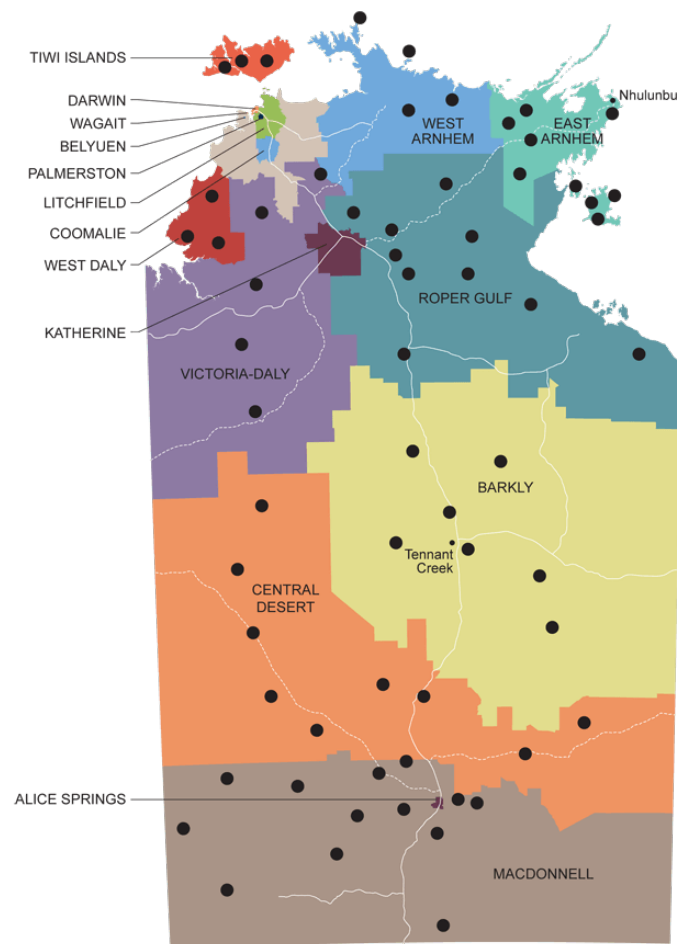 TIWI ISLANDS
DARWIN
WAGAIT
BELYUEN
PALMERSTON
LITCHFIELD
COOMALIE
WEST DALY
KATHERINE
Nhulunbu
WEST
ARNHEM
EAST
ARNHEM
ROPER GULF
VICTORIA-DALY
BARKLY
Tennant
Creek
CENTRAL
DESERT
ALICE SPRINGS
MACDONNELL